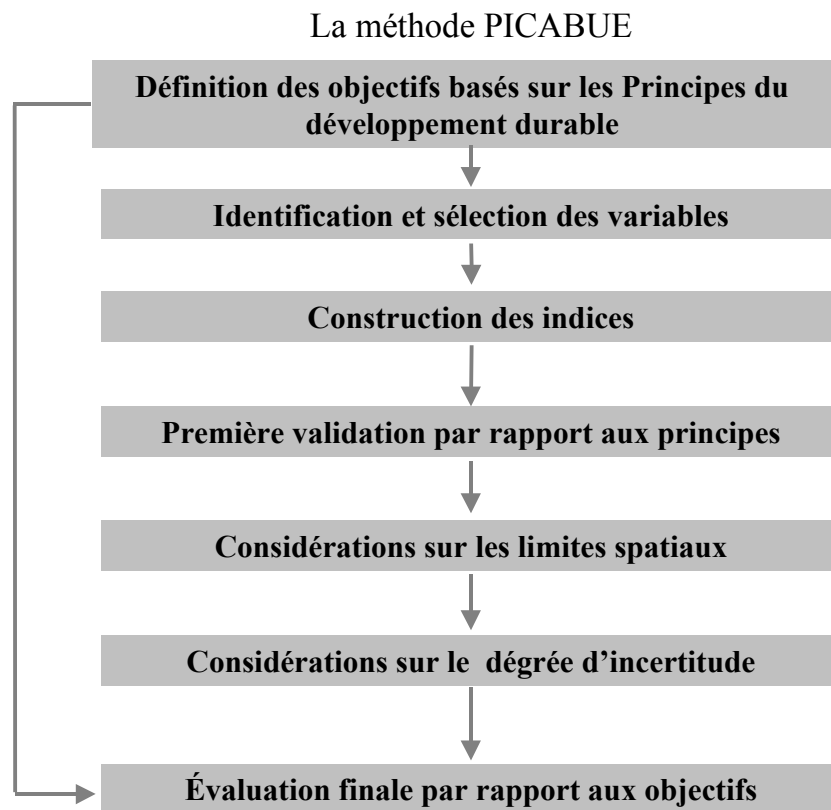 La méthode PICABUE
Définition des objectifs basés sur les Principes du
développement durable
Identification et sélection des variables
Construction des indices
Première validation par rapport aux principes
Considérations sur les limites spatiaux
Considérations sur le dégrée d’incertitude
Évaluation finale par rapport aux objectifs